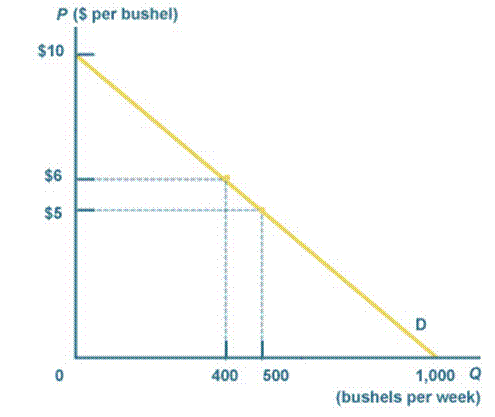 P ($ per bushel)
$10
$6
$5
D
0 400 500 1,000 Q
(bushels per week)